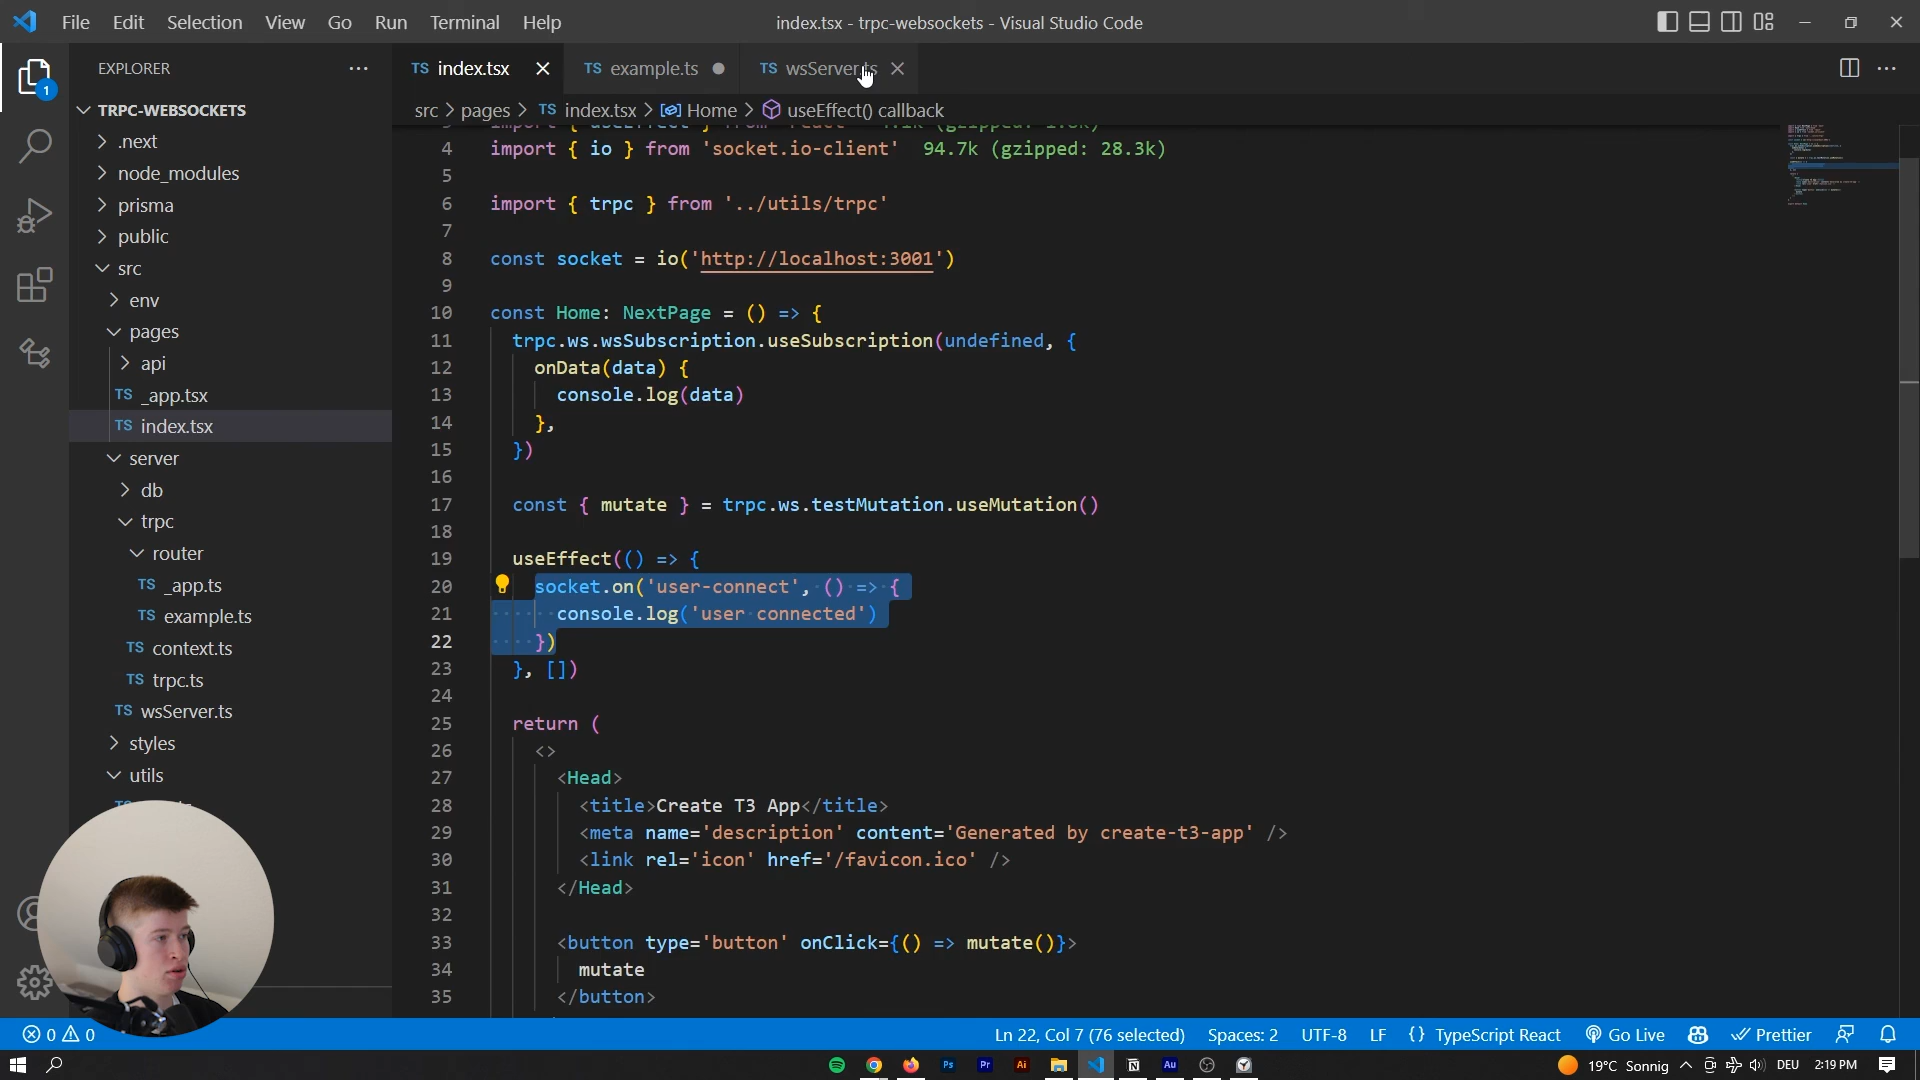 File Edit Selection View Go Run Terminal Help
index.tsx - trpc-websockets - Visual Studio Code
EXPLORER
TS index.tsx
TS example.ts
TS wsServer.ts
TRPC-WEBSOCKETS
src > pages > TS index.tsx > Home > useEffect() callback
.next
node_modules
prisma
public
src
env
pages
api
TS _app.tsx
TS index.tsx
server
db
trpc
router
TS _app.ts
TS example.ts
TS context.ts
TS trpc.ts
TS wsServer.ts
styles
utils
1
4 import { io } from 'socket.io-client' 94.7k (gzipped: 28.3k)
5
6 import { trpc } from '../utils/trpc'
7
8 const socket = io('http://localhost:3001')
9
10 const Home: NextPage = () => {
11 trpc.ws.wsSubscription.useSubscription(undefined, {
12 onData(data) {
13 console.log(data)
14 },
15 })
16
17 const { mutate } = trpc.ws.testMutation.useMutation()
18
19 useEffect(() => {
20 socket.on('user-connect', () => {
21 console.log('user connected')
22 })
23 }, [])
24
25 return (
26 <>
27 <Head>
28 <title>Create T3 App</title>
29 <meta name='description' content='Generated by create-t3-app' />
30 <link rel='icon' href='/favicon.ico' />
31 </Head>
32
33 <button type='button' onClick={() => mutate()}>
34 mutate
35 </button>
0 0
Ln 22, Col 7 (76 selected) Spaces: 2 UTF-8 LF {} TypeScript React Go Live Prettier
Ps Pr Ai Au
19°C Sonnig DEU 2:19 PM